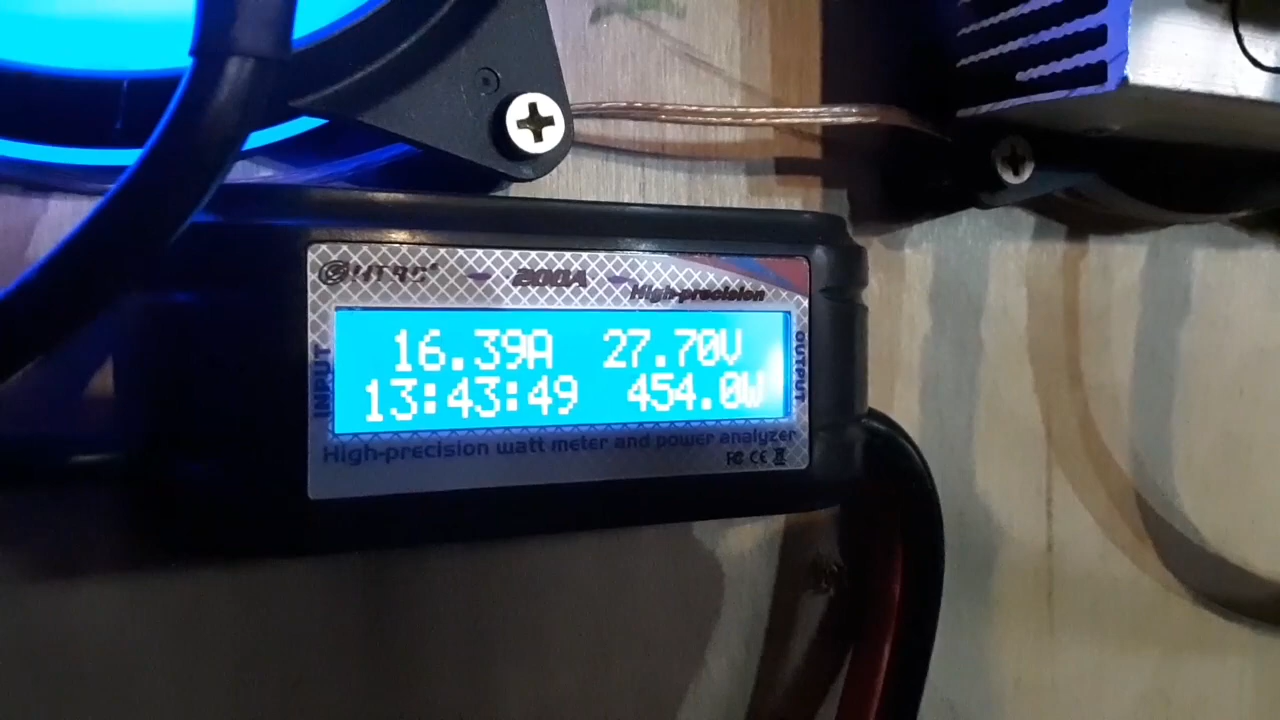 HTRC
200A
High-precision
INPUT
16.39A 27.70V
13:43:49 454.0W
OUTPUT
High-precision watt meter and power analyzer
FC CE